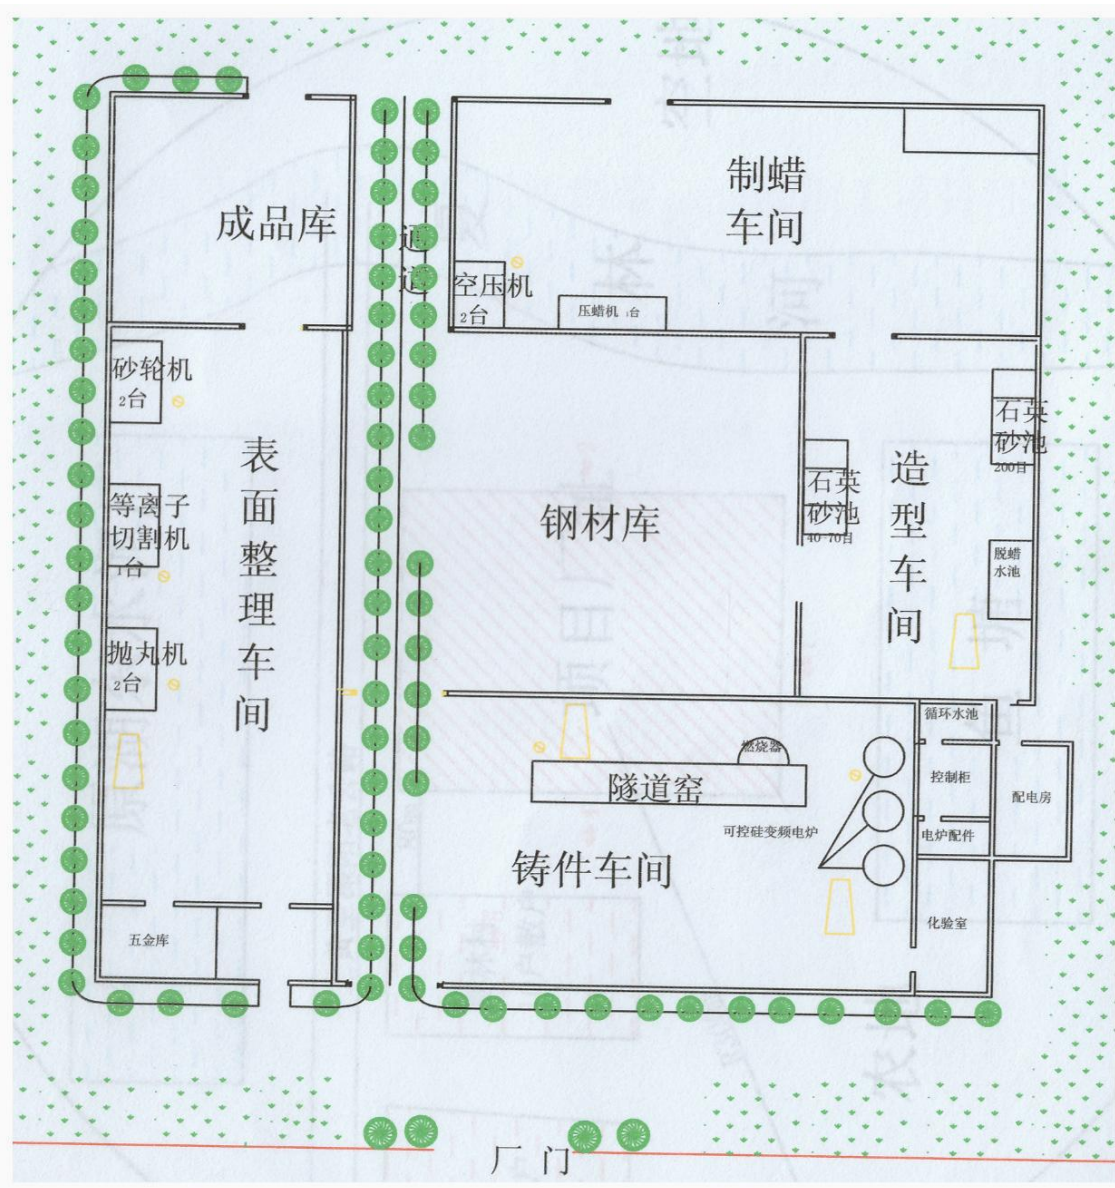 制蜡
车间
成品库
通
道
空压机
2台
压蜡机 1台
砂轮机
2台
石英
砂池
200目
表面整理车间
造型车间
石英
砂池
40-70目
等离子
切割机
1台
钢材库
脱蜡
水池
抛丸机
2台
循环水池
燃烧器
控制柜
隧道窑
配电房
可控硅变频电炉
电炉配件
铸件车间
化验室
五金库
厂 门